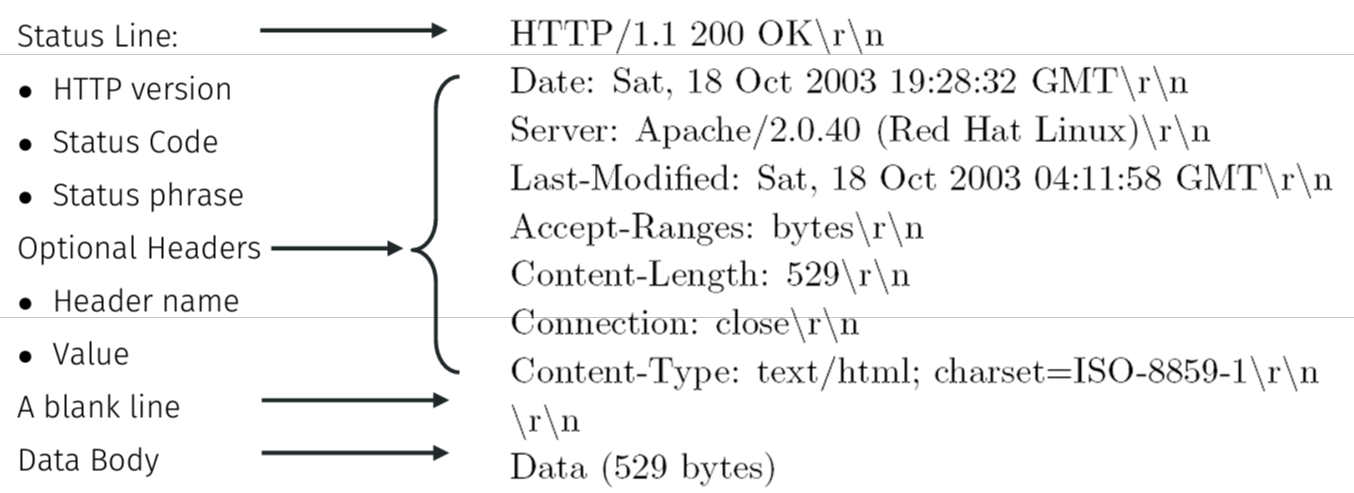 Status Line:
HTTP/1.1 200 OK\r\n
• HTTP version
Date: Sat, 18 Oct 2003 19:28:32 GMT\r\n
• Status Code
Server: Apache/2.0.40 (Red Hat Linux)\r\n
• Status phrase
Last-Modified: Sat, 18 Oct 2003 04:11:58 GMT\r\n
Optional Headers
Accept-Ranges: bytes\r\n
• Header name
Content-Length: 529\r\n
Connection: close\r\n
• Value
Content-Type: text/html; charset=ISO-8859-1\r\n
A blank line
\r\n
Data Body
Data (529 bytes)